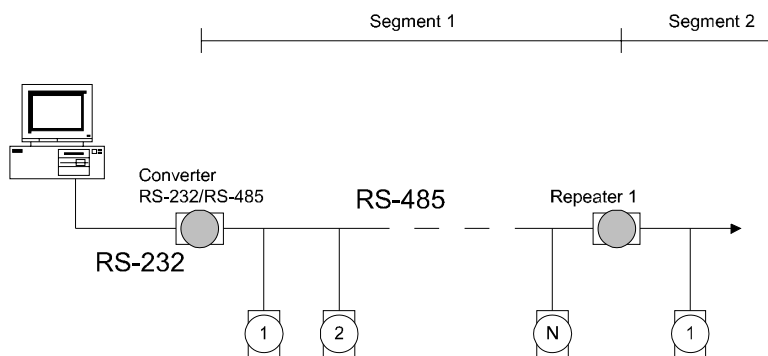 Segment 1
Segment 2
Converter
RS-232/RS-485
RS-485
Repeater 1
RS-232
1
2
N
1